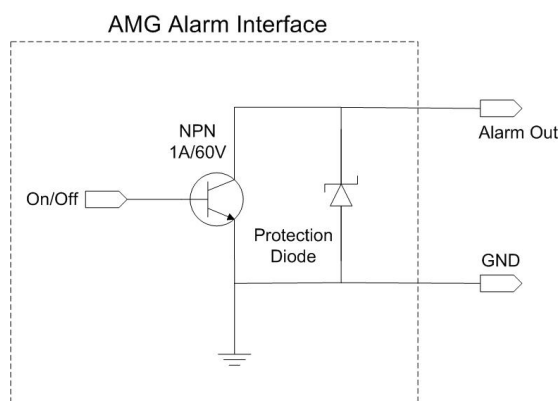 AMG Alarm Interface
NPN
1A/60V
Alarm Out
On/Off
Protection
Diode
GND